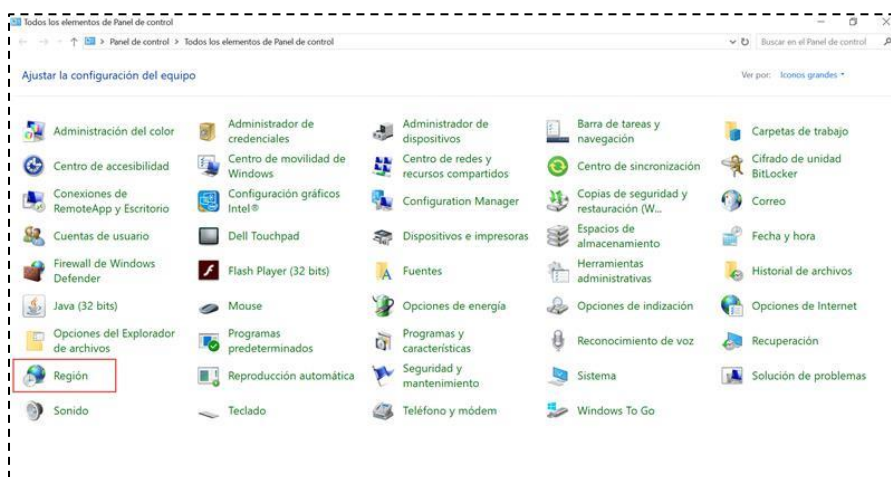 Todos los elementos de Panel de control
Panel de control > Todos los elementos de Panel de control
Buscar en el Panel de control
Ajustar la configuración del equipo
Ver por: Iconos grandes
Administración del color
Administrador de
credenciales
Administrador de
dispositivos
Barra de tareas y
navegación
Carpetas de trabajo
Centro de accesibilidad
Centro de movilidad de
Windows
Centro de redes y
recursos compartidos
Centro de sincronización
Cifrado de unidad
BitLocker
Conexiones de
RemoteApp y Escritorio
Configuración gráficos
Intel®
Configuration Manager
Copias de seguridad y
restauración (W...
Correo
Cuentas de usuario
Dell Touchpad
Dispositivos e impresoras
Espacios de
almacenamiento
Fecha y hora
Firewall de Windows
Defender
Flash Player (32 bits)
Fuentes
Herramientas
administrativas
Historial de archivos
Java (32 bits)
Mouse
Opciones de energía
Opciones de indización
Opciones de Internet
Opciones del Explorador
de archivos
Programas
predeterminados
Programas y
características
Reconocimiento de voz
Recuperación
Región
Reproducción automática
Seguridad y
mantenimiento
Sistema
Solución de problemas
Sonido
Teclado
Teléfono y módem
Windows To Go